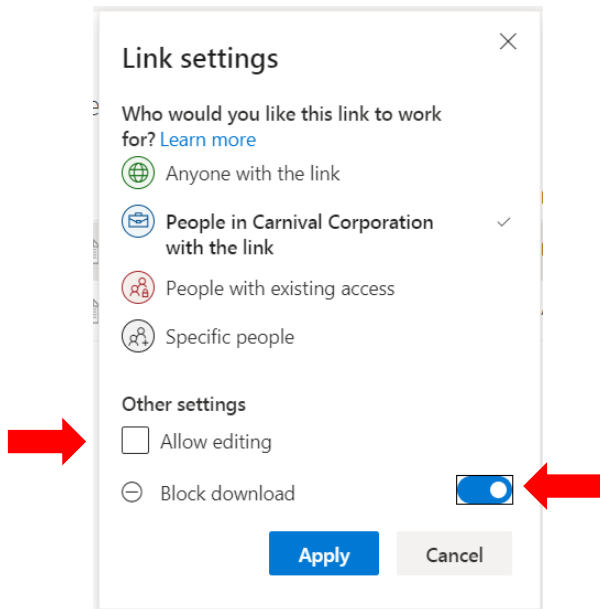 Link settings
Who would you like this link to work
for? Learn more
Anyone with the link
People in Carnival Corporation
with the link
People with existing access
Specific people
Other settings
Allow editing
Block download
Apply Cancel